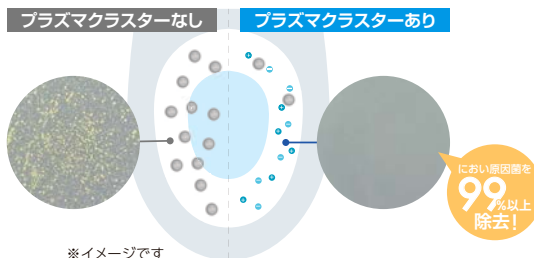 プラズマクラスターなし
プラズマクラスターあり
におい原因菌を
99%以上
除去!
※イメージです